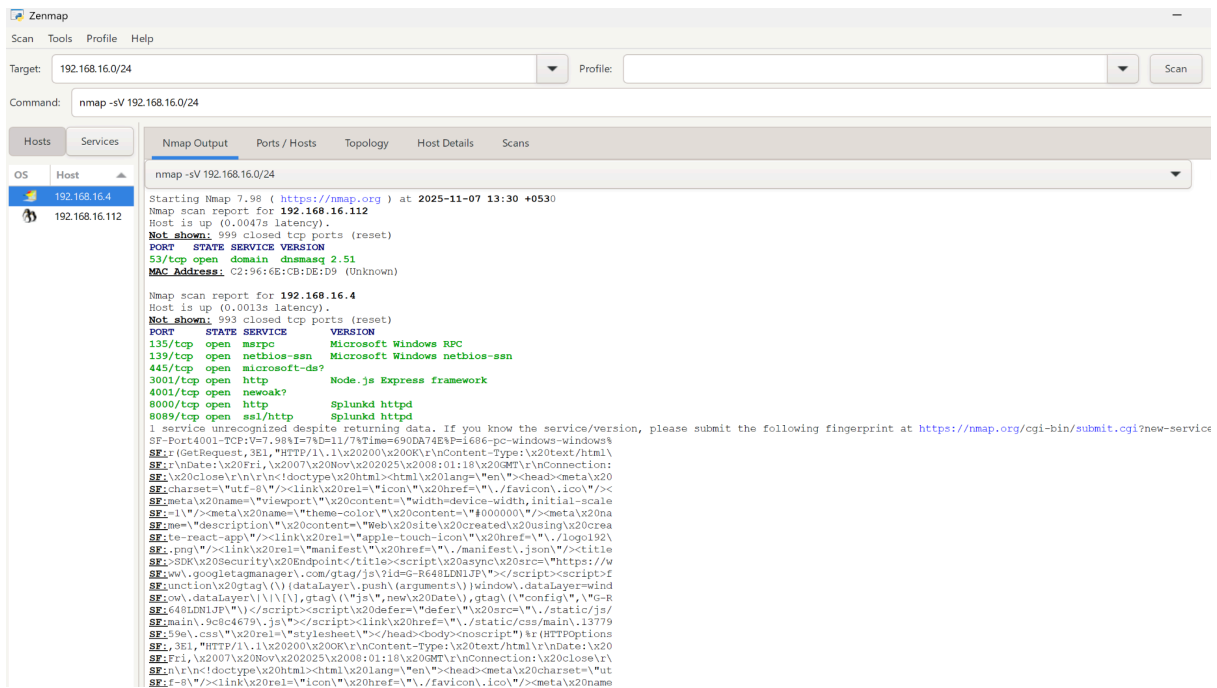 Zenmap
Scan Tools Profile Help
Target: 192.168.16.0/24 Profile: Scan
Command: nmap -sV 192.168.16.0/24
Hosts Services Nmap Output Ports / Hosts Topology Host Details Scans
OS Host nmap -sV 192.168.16.0/24
192.168.16.4
192.168.16.112
Starting Nmap 7.98 ( https://nmap.org ) at 2025-11-07 13:30 +0530
Nmap scan report for 192.168.16.112
Host is up (0.0047s latency).
Not shown: 999 closed tcp ports (reset)
PORT STATE SERVICE VERSION
53/tcp open domain dnsmasq 2.51
MAC Address: C2:96:6E:CB:DE:D9 (Unknown)
Nmap scan report for 192.168.16.4
Host is up (0.0013s latency).
Not shown: 993 closed tcp ports (reset)
PORT STATE SERVICE VERSION
135/tcp open msrpc Microsoft Windows RPC
139/tcp open netbios-ssn Microsoft Windows netbios-ssn
445/tcp open microsoft-ds?
3001/tcp open http Node.js Express framework
4001/tcp open newoak?
8000/tcp open http Splunkd httpd
8089/tcp open ssl/http Splunkd httpd
1 service unrecognized despite returning data. If you know the service/version, please submit the following fingerprint at https://nmap.org/cgi-bin/submit.cgi?new-service
SF-Port4001-TCP:V=7.98%I=7%D=11/7%Time=690DA74E%P=i686-pc-windows-windows%
SF:r(GetRequest,3E1,"HTTP/1\.1\x20200\x20OK\r\nContent-Type:\x20text/html\
SF:r\nDate:\x20Fri,\x2007\x20Nov\x202025\x2008:01:18\x20GMT\r\nConnection:
SF:\x20close\r\n\r\n<!doctype\x20html><html\x20lang=\"en\"><head><meta\x20
SF:charset=\"utf-8\"/><link\x20rel=\"icon\"\x20href=\"\./favicon\.ico\"/><
SF:meta\x20name=\"viewport\"\x20content=\"width=device-width,initial-scale
SF:=1\"/><meta\x20name=\"theme-color\"\x20content=\"#000000\"/><meta\x20na
SF:me=\"description\"\x20content=\"Web\x20site\x20created\x20using\x20crea
SF:te-react-app\"/><link\x20rel=\"apple-touch-icon\"\x20href=\"\./logo192\
SF:.png\"/><link\x20rel=\"manifest\"\x20href=\"\./manifest\.json\"/><title
SF:>SDK\x20Security\x20Endpoint</title><script\x20async\x20src=\"https://w
SF:ww\.googletagmanager\.com/gtag/js\?id=G-R648LDN1JP\"></script><script>f
SF:unction\x20gtag\(\){dataLayer\.push\(arguments\)}window\.dataLayer=wind
SF:ow\.dataLayer\|\|\[\],gtag\(\"js\",new\x20Date\),gtag\(\"config\",\"G-R
SF:648LDN1JP\"\)</script><script\x20defer=\"defer\"\x20src=\"\./static/js/
SF:main\.9c8c4679\.js\"></script><link\x20href=\"\./static/css/main\.13779
SF:59e\.css\"\x20rel=\"stylesheet\"></head><body><noscript")%r(HTTPOptions
SF:,3E1,"HTTP/1\.1\x20200\x20OK\r\nContent-Type:\x20text/html\r\nDate:\x20
SF:Fri,\x2007\x20Nov\x202025\x2008:01:18\x20GMT\r\nConnection:\x20close\r\
SF:n\r\n<!doctype\x20html><html\x20lang=\"en\"><head><meta\x20charset=\"ut
SF:f-8\"/><link\x20rel=\"icon\"\x20href=\"\./favicon\.ico\"/><meta\x20name